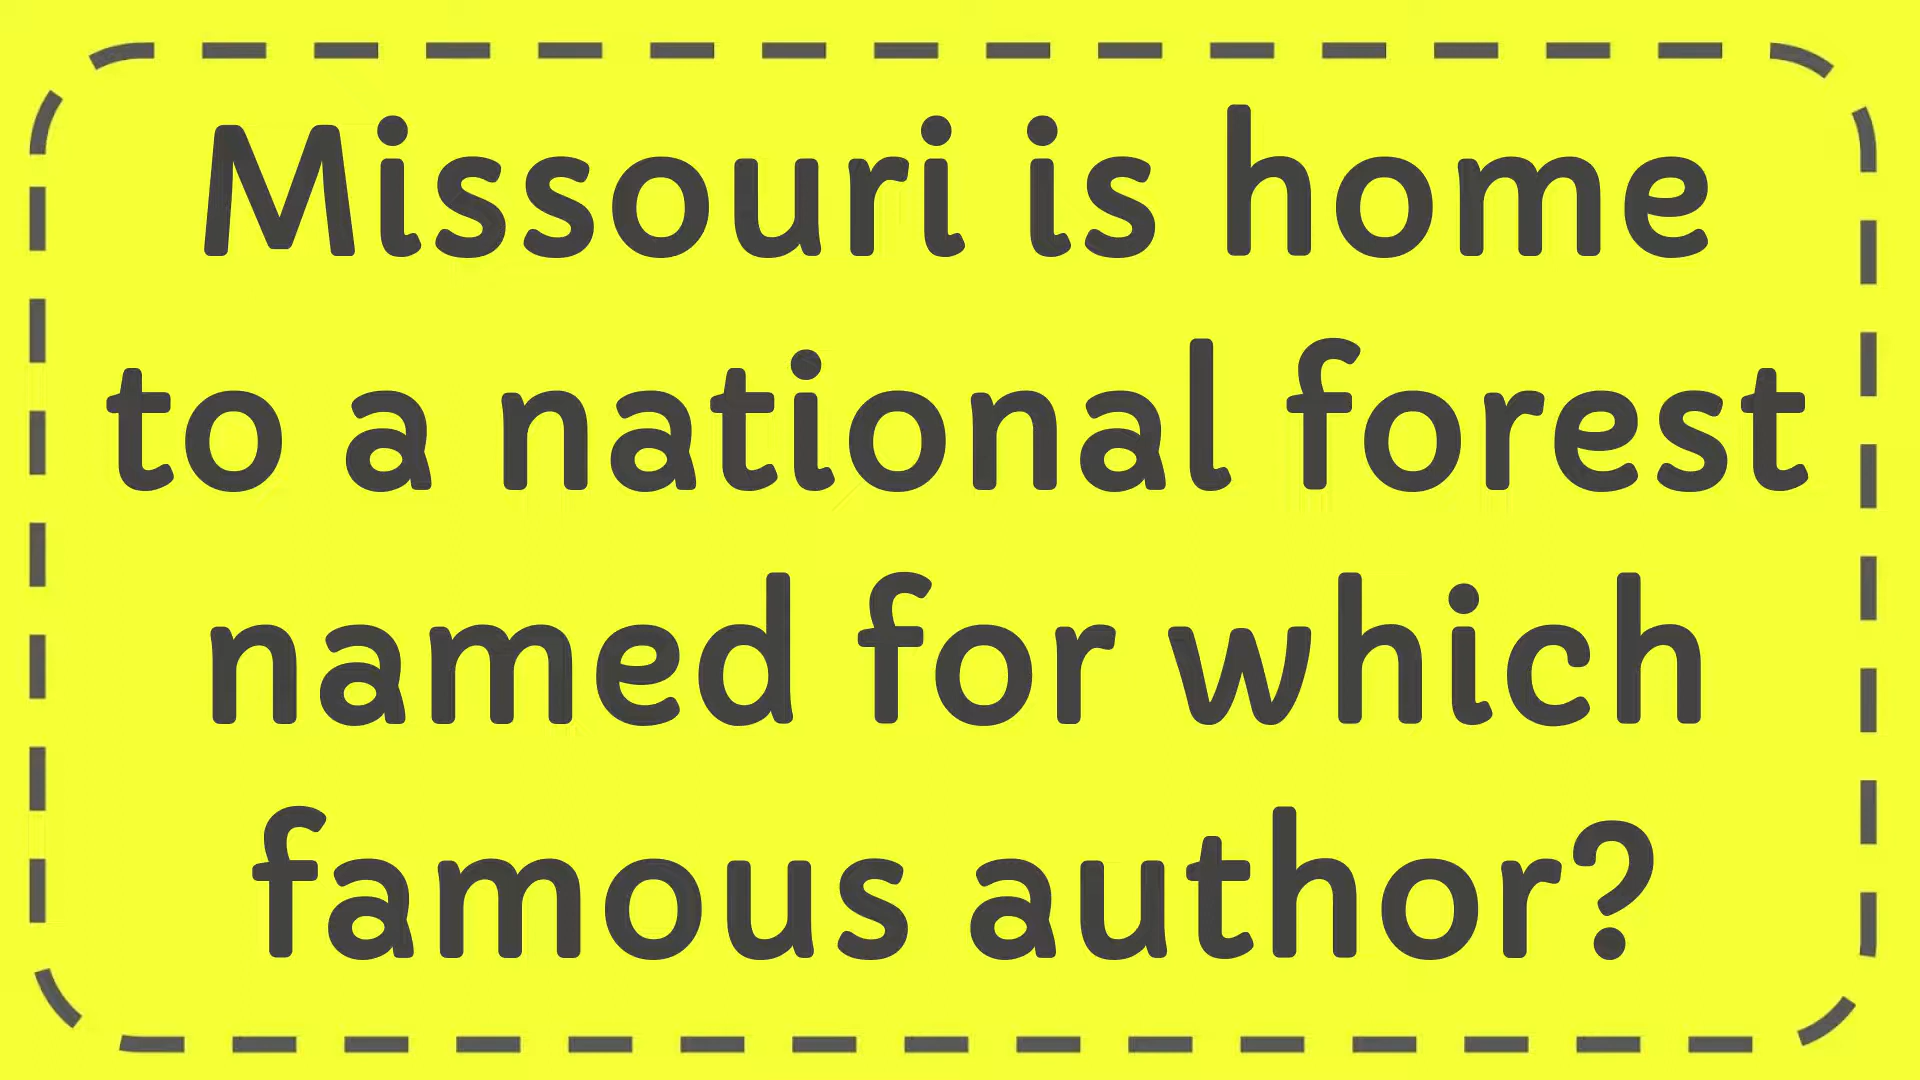 Missouri is home
to a national forest
named for which
famous author?